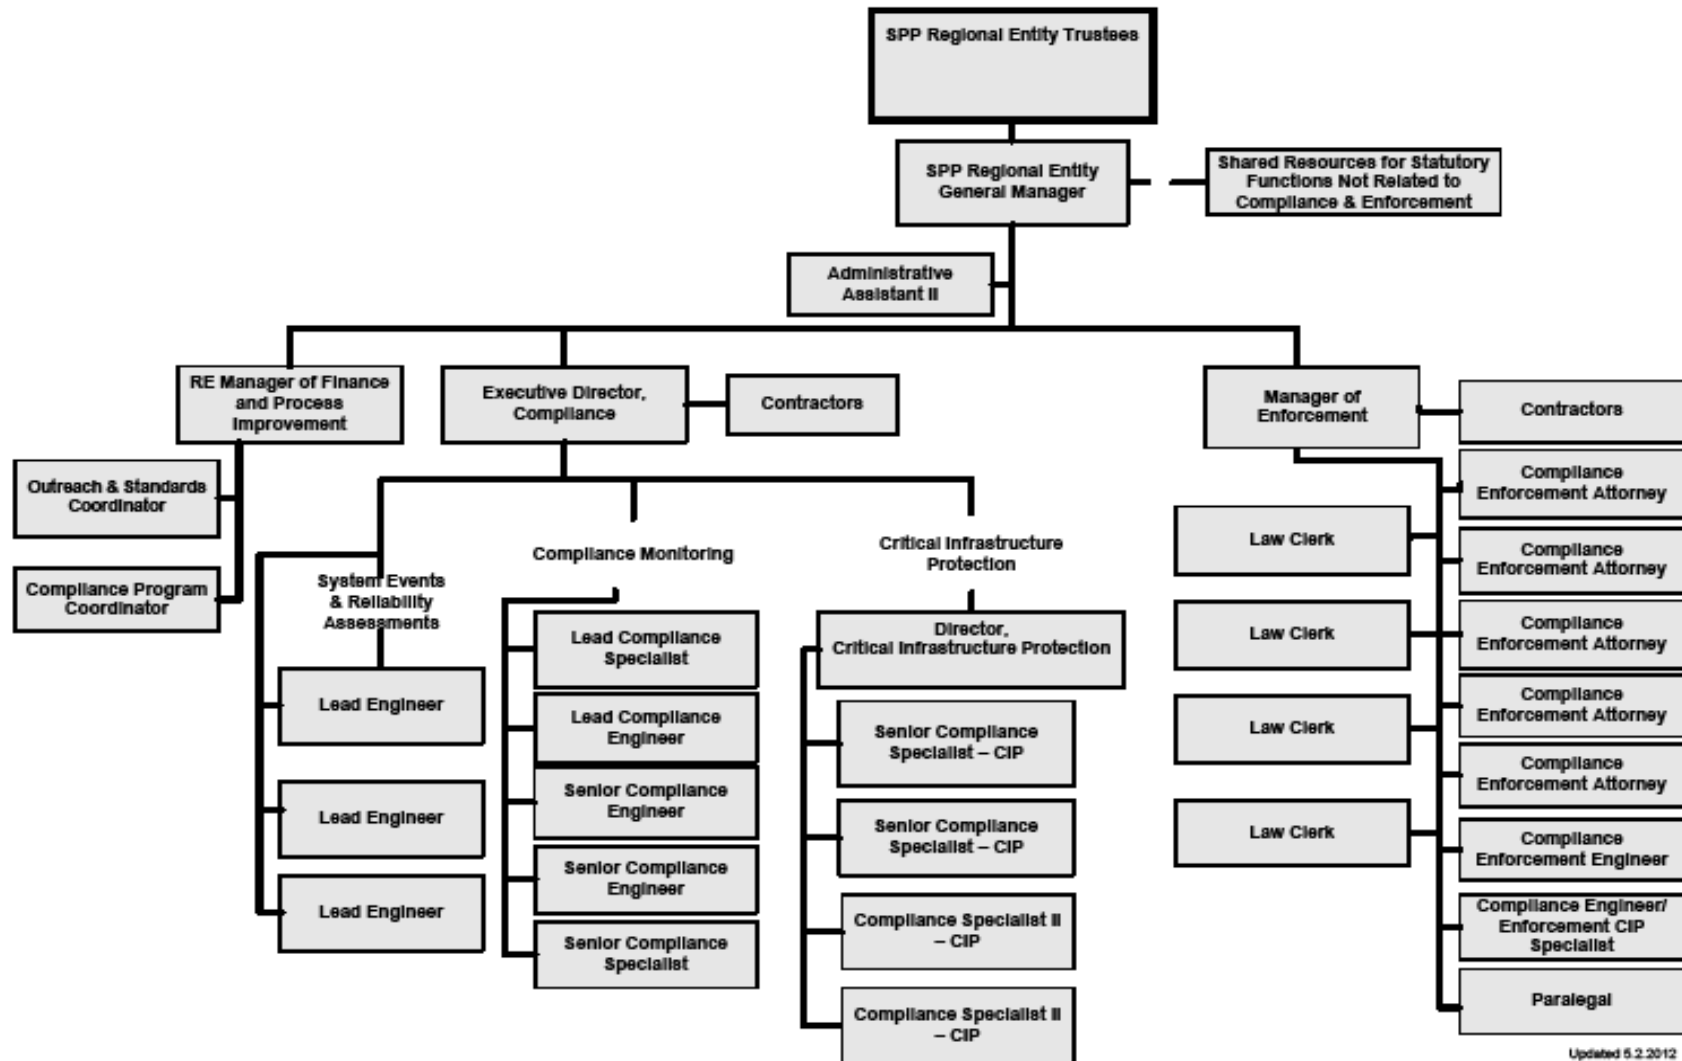 SPP Regional Entity Trustees
SPP Regional Entity
General Manager
Shared Resources for Statutory
Functions Not Related to
Compliance & Enforcement
Administrative
Assistant II
RE Manager of Finance
and Process
Improvement
Executive Director,
Compliance
Contractors
Manager of
Enforcement
Contractors
Outreach & Standards
Coordinator
Compliance Program
Coordinator
System Events
& Reliability
Assessments
Lead Engineer
Lead Engineer
Lead Engineer
Compliance Monitoring
Lead Compliance
Specialist
Lead Compliance
Engineer
Senior Compliance
Engineer
Senior Compliance
Engineer
Senior Compliance
Specialist
Critical Infrastructure
Protection
Director,
Critical Infrastructure Protection
Senior Compliance
Specialist – CIP
Senior Compliance
Specialist – CIP
Compliance Specialist II
– CIP
Compliance Specialist II
– CIP
Law Clerk
Law Clerk
Law Clerk
Law Clerk
Compliance
Enforcement Attorney
Compliance
Enforcement Attorney
Compliance
Enforcement Attorney
Compliance
Enforcement Attorney
Compliance
Enforcement Attorney
Compliance
Enforcement Engineer
Compliance Engineer/
Enforcement CIP
Specialist
Paralegal
Updated 5.2.2012